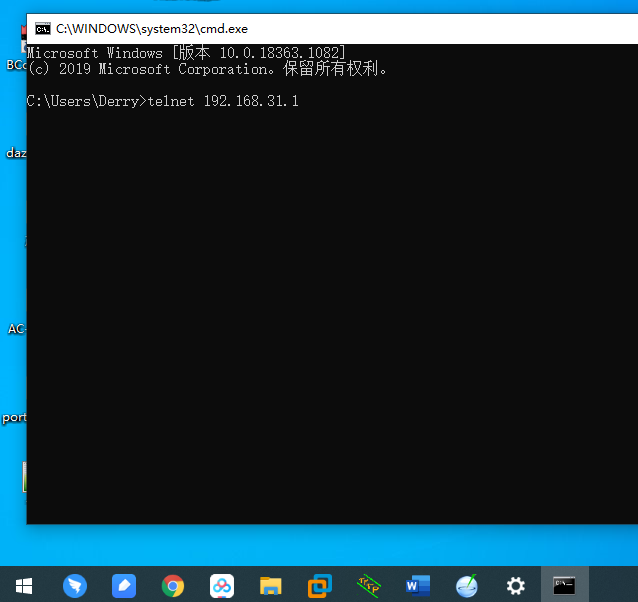 C:\WINDOWS\system32\cmd.exe
Microsoft Windows [版本 10.0.18363.1082]
(c) 2019 Microsoft Corporation。保留所有权利。
C:\Users\Derry>telnet 192.168.31.1
BCo
daz
AC-
port